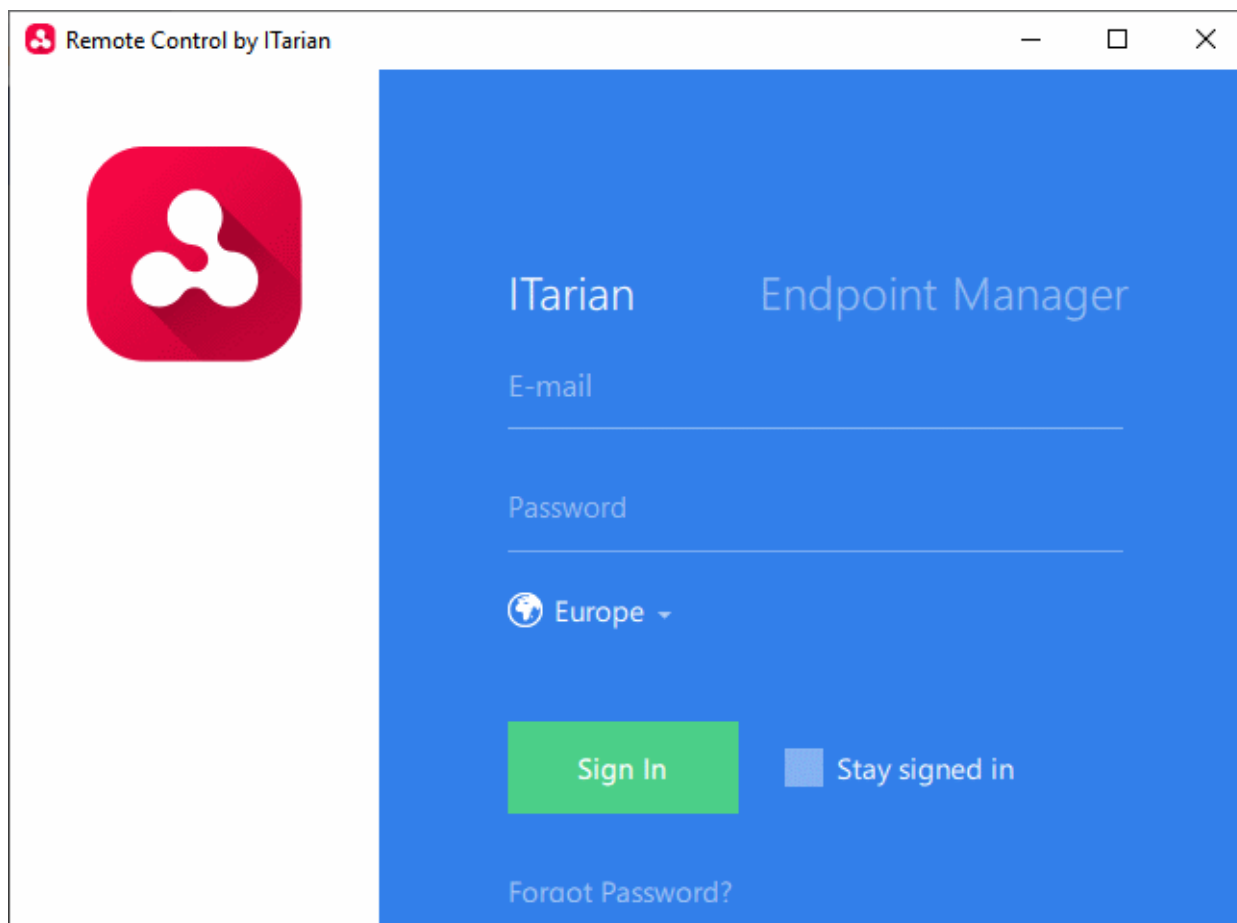 Remote Control by ITarian
ITarian Endpoint Manager
E-mail
Password
Europe
Sign In Stay signed in
Forgot Password?